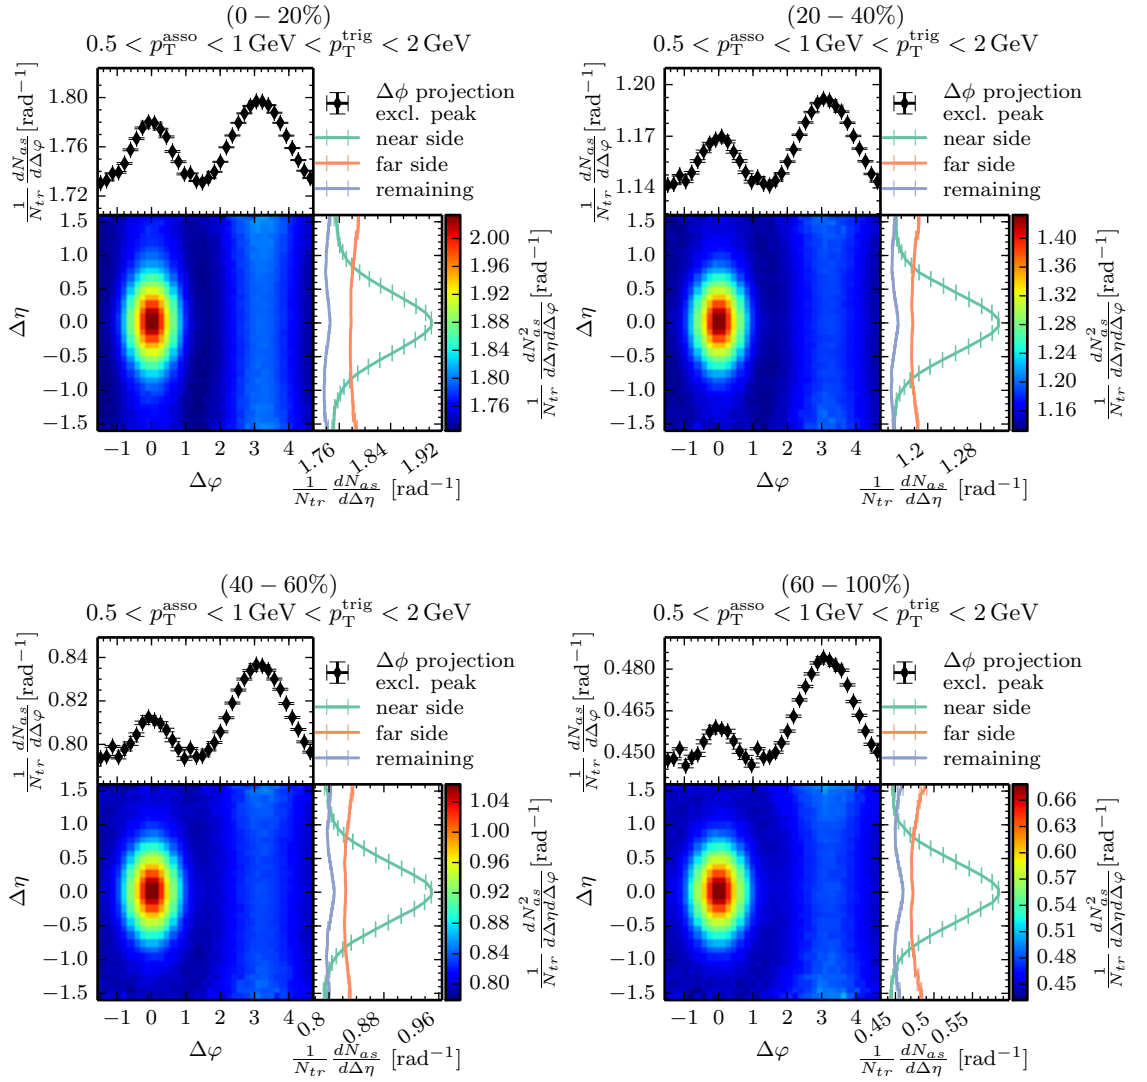 (0 − 20%)
0.5 < p_T^asso < 1 GeV < p_T^trig < 2 GeV
1/N_tr dN_as/dΔφ [rad⁻¹]
1.80
1.76
1.72
Δϕ projection
excl. peak
near side
far side
remaining
Δη
1.5
1.0
0.5
0.0
−0.5
−1.0
−1.5
−1 0 1 2 3 4
Δφ
1.76 1.84 1.92
1/N_tr dN_as/dΔη [rad⁻¹]
2.00
1.96
1.92
1.88
1.84
1.80
1.76
1/N_tr dN²_as/dΔηdΔφ [rad⁻¹]
(20 − 40%)
0.5 < p_T^asso < 1 GeV < p_T^trig < 2 GeV
1/N_tr dN_as/dΔφ [rad⁻¹]
1.20
1.17
1.14
Δϕ projection
excl. peak
near side
far side
remaining
Δη
1.5
1.0
0.5
0.0
−0.5
−1.0
−1.5
−1 0 1 2 3 4
Δφ
1.2 1.28
1/N_tr dN_as/dΔη [rad⁻¹]
1.40
1.36
1.32
1.28
1.24
1.20
1.16
1/N_tr dN²_as/dΔηdΔφ [rad⁻¹]
(40 − 60%)
0.5 < p_T^asso < 1 GeV < p_T^trig < 2 GeV
1/N_tr dN_as/dΔφ [rad⁻¹]
0.84
0.82
0.80
Δϕ projection
excl. peak
near side
far side
remaining
Δη
1.5
1.0
0.5
0.0
−0.5
−1.0
−1.5
−1 0 1 2 3 4
Δφ
0.8 0.88 0.96
1/N_tr dN_as/dΔη [rad⁻¹]
1.04
1.00
0.96
0.92
0.88
0.84
0.80
1/N_tr dN²_as/dΔηdΔφ [rad⁻¹]
(60 − 100%)
0.5 < p_T^asso < 1 GeV < p_T^trig < 2 GeV
1/N_tr dN_as/dΔφ [rad⁻¹]
0.480
0.465
0.450
Δϕ projection
excl. peak
near side
far side
remaining
Δη
1.5
1.0
0.5
0.0
−0.5
−1.0
−1.5
−1 0 1 2 3 4
Δφ
0.45 0.5 0.55
1/N_tr dN_as/dΔη [rad⁻¹]
0.66
0.63
0.60
0.57
0.54
0.51
0.48
0.45
1/N_tr dN²_as/dΔηdΔφ [rad⁻¹]